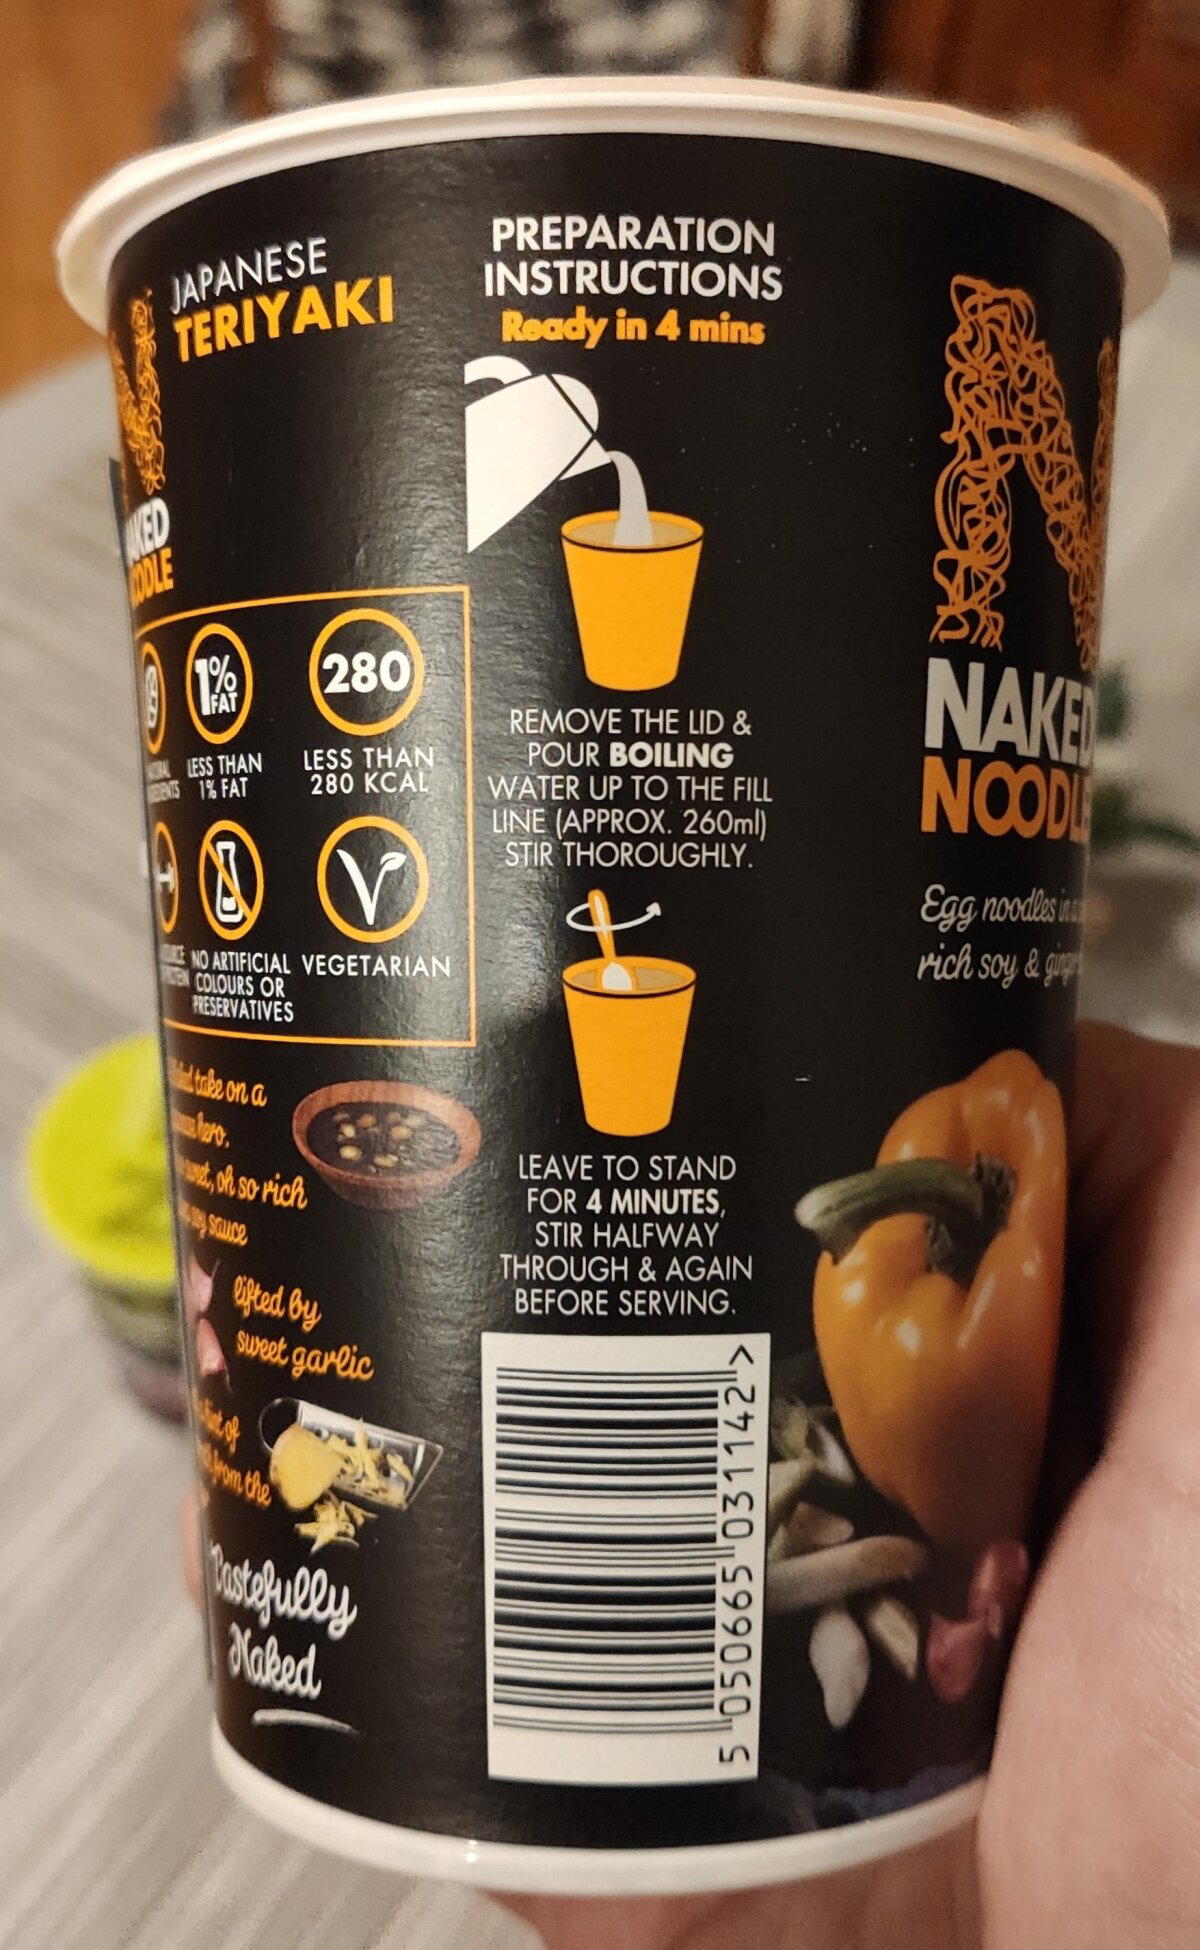 JAPANESE
TERIYAKI
NAKED
NOODLE
1%
FAT
LESS THAN
1% FAT
280
LESS THAN
280 KCAL
NO ARTIFICIAL
COLOURS OR
PRESERVATIVES
VEGETARIAN
take on a
hero.
sweet, oh so rich
soy sauce
lifted by
sweet garlic
hint of
from the
Tastefully
Naked
PREPARATION
INSTRUCTIONS
Ready in 4 mins
REMOVE THE LID &
POUR BOILING
WATER UP TO THE FILL
LINE (APPROX. 260ml)
STIR THOROUGHLY.
LEAVE TO STAND
FOR 4 MINUTES,
STIR HALFWAY
THROUGH & AGAIN
BEFORE SERVING.
5 050665 031142 >
NAKED
NOODLE
Egg noodles in a
rich soy & ginger